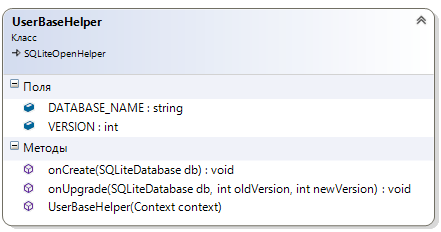 UserBaseHelper
Класс
SQLiteOpenHelper
Поля
DATABASE_NAME : string
VERSION : int
Методы
onCreate(SQLiteDatabase db) : void
onUpgrade(SQLiteDatabase db, int oldVersion, int newVersion) : void
UserBaseHelper(Context context)